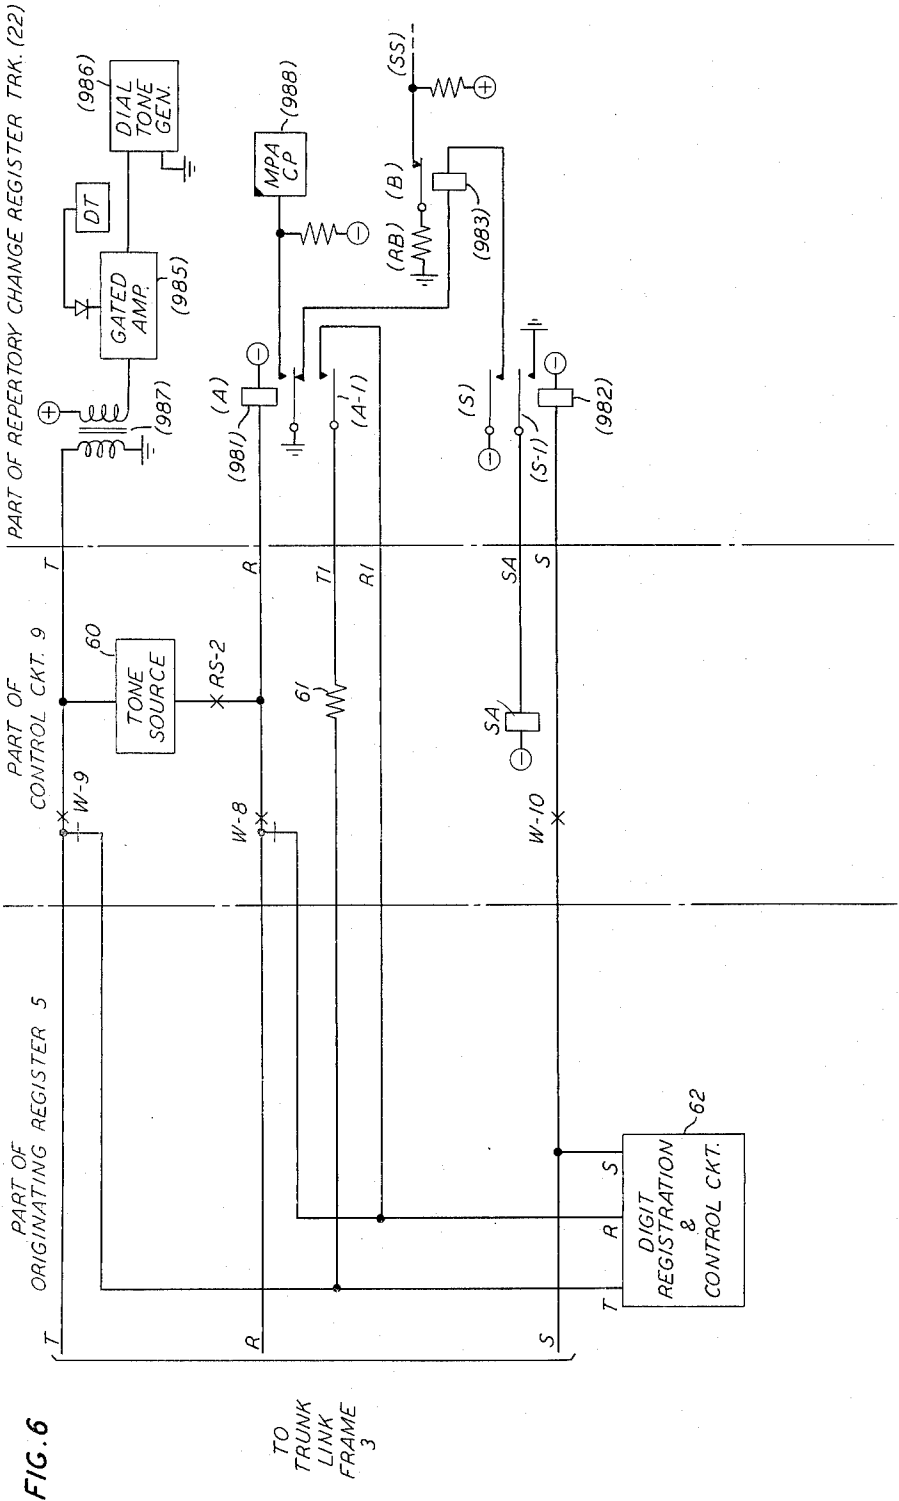 FIG. 6
TO
TRUNK
LINK
FRAME
3
PART OF
ORIGINATING REGISTER 5
PART OF
CONTROL CKT. 9
PART OF REPERTORY CHANGE REGISTER TRK. (22)
T
W-9
T
60
TONE
SOURCE
RS-2
(987)
GATED
AMP.
(985)
DT
DIAL
TONE
GEN.
(986)
R
W-8
R
(981)
(A)
MPA
CP
(988)
61
T1
(A-1)
R1
(RB)
(B)
(SS)
(983)
SA
SA
(S)
(S-1)
S
W-10
S
(982)
T
R
S
DIGIT
REGISTRATION
&
CONTROL CKT.
62